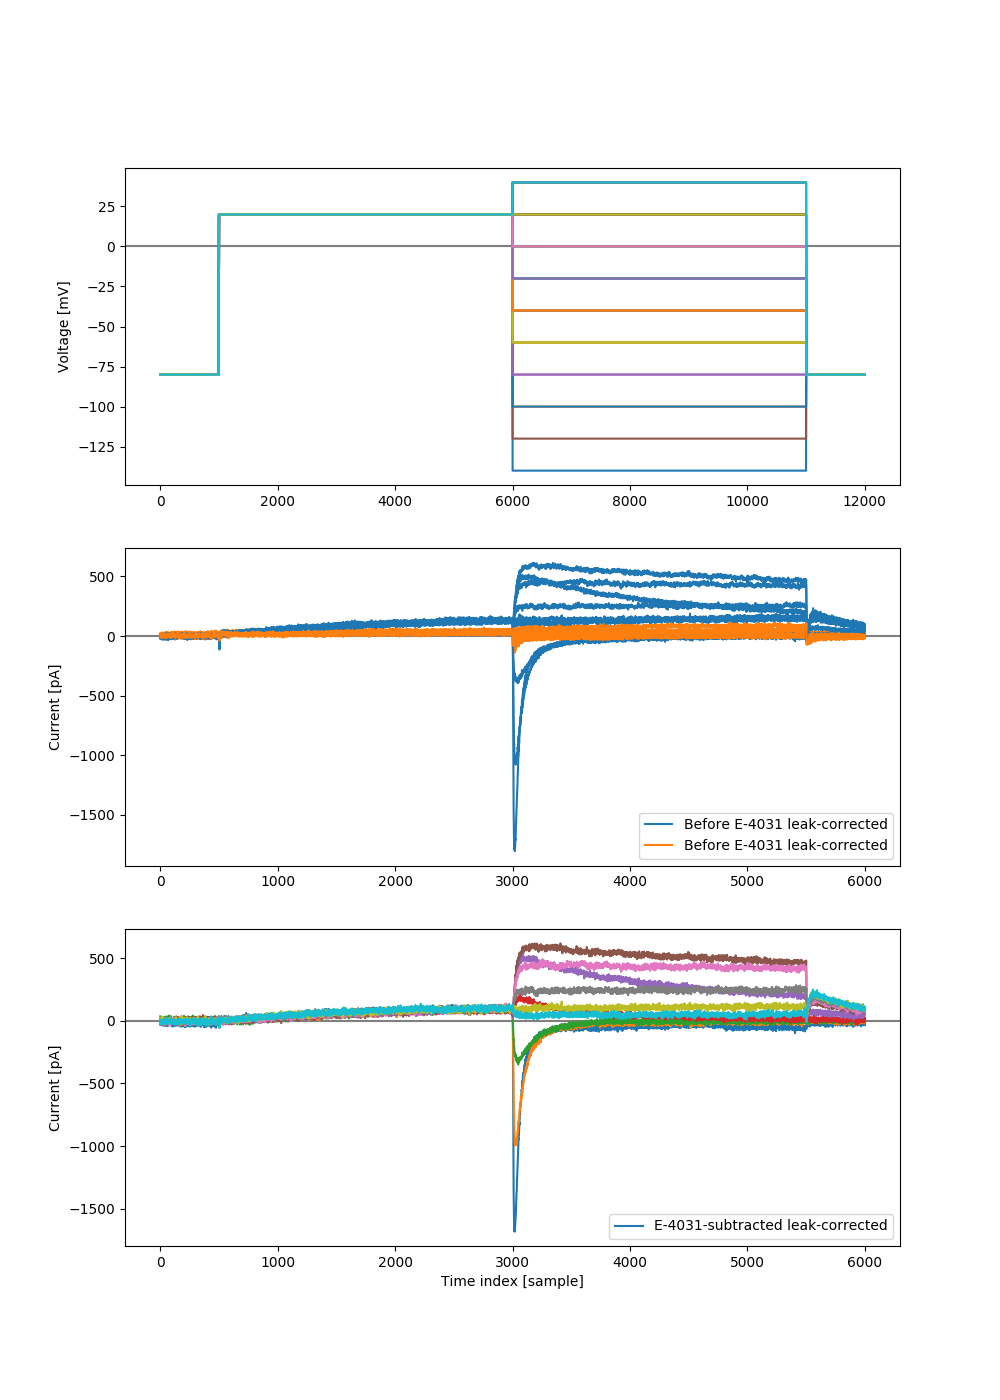 25
0
−25
−50
−75
−100
−125
Voltage [mV]
0 2000 4000 6000 8000 10000 12000
500
0
−500
−1000
−1500
Current [pA]
Before E-4031 leak-corrected
Before E-4031 leak-corrected
0 1000 2000 3000 4000 5000 6000
500
0
−500
−1000
−1500
Current [pA]
E-4031-subtracted leak-corrected
0 1000 2000 3000 4000 5000 6000
Time index [sample]